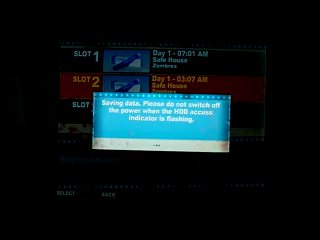 SLOT 1
Day 1 - 07:01 AM
Safe House
Zombrex
SLOT 2
Day 1 - 03:07 AM
Safe House
Zombrex
SLOT
Saving data. Please do not switch off
the power when the HDD access
indicator is flashing.
SELECT
BACK